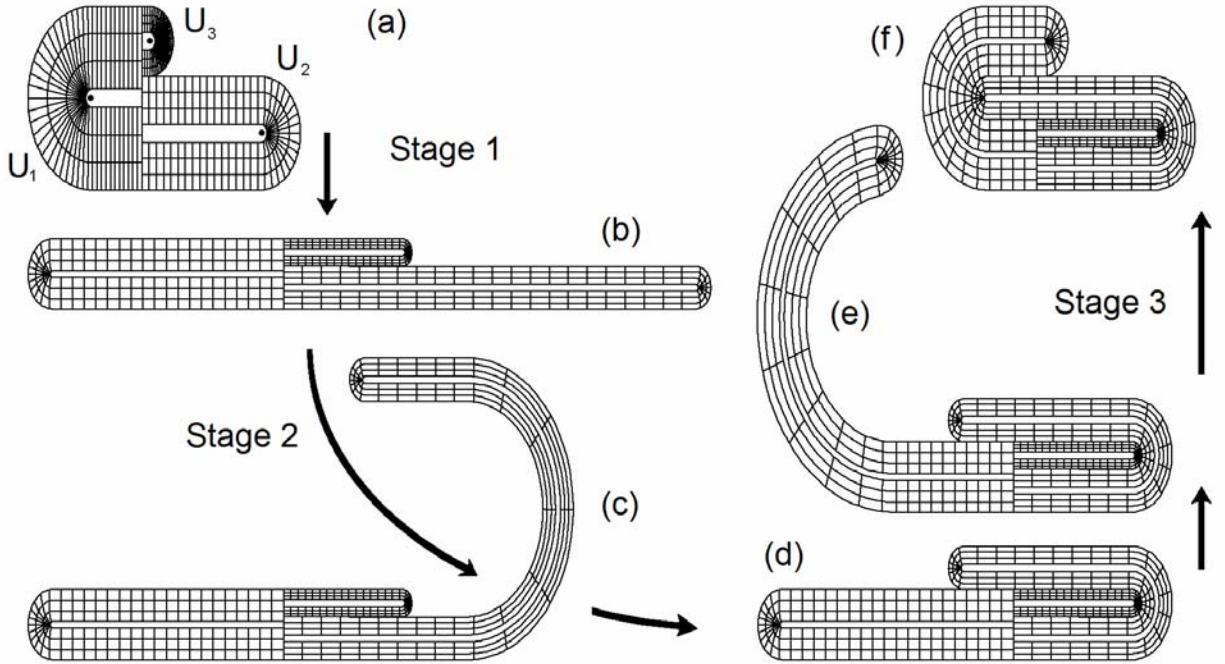 U₃
(a)
U₂
U₁
Stage 1
(b)
Stage 2
(c)
(d)
(e)
Stage 3
(f)